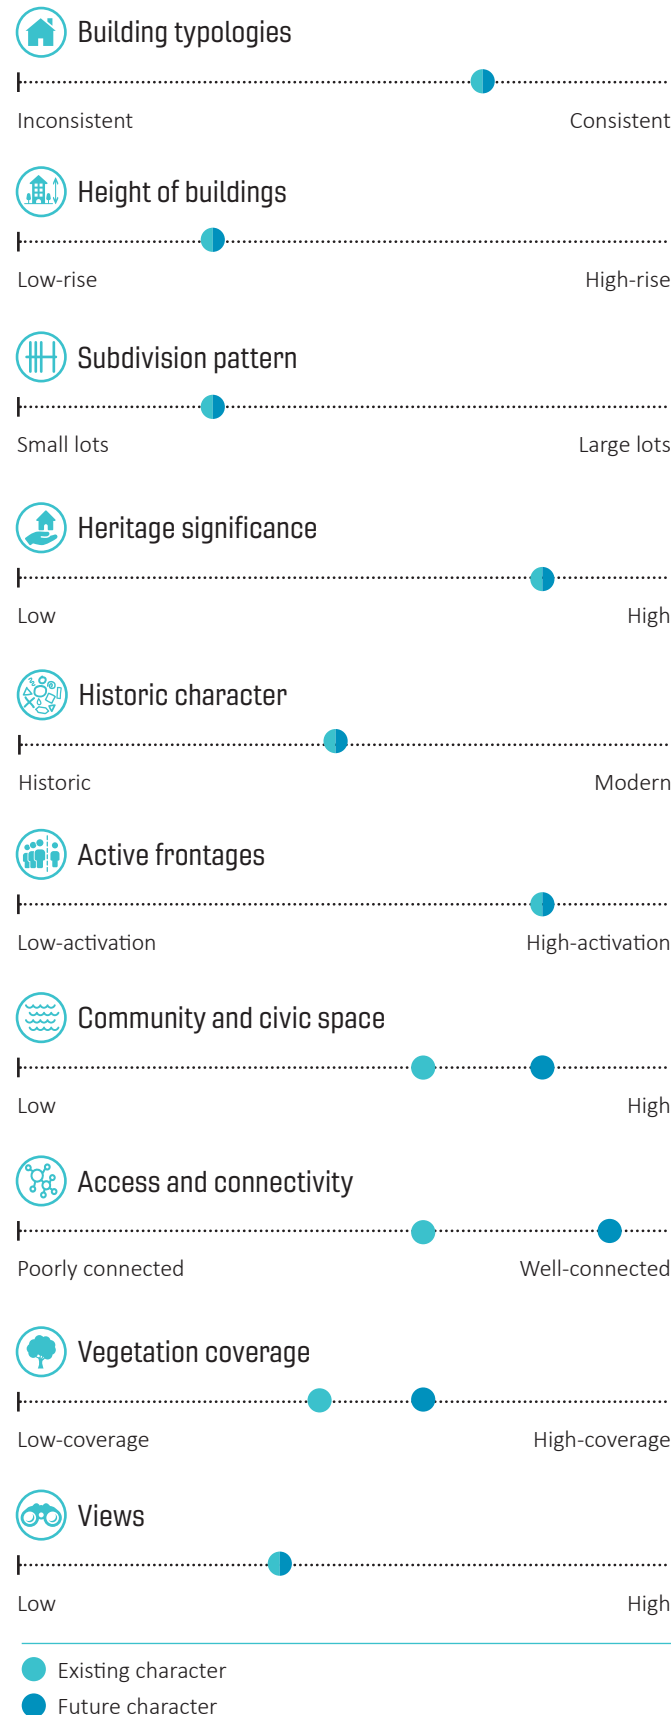 Building typologies
Inconsistent Consistent
Height of buildings
Low-rise High-rise
Subdivision pattern
Small lots Large lots
Heritage significance
Low High
Historic character
Historic Modern
Active frontages
Low-activation High-activation
Community and civic space
Low High
Access and connectivity
Poorly connected Well-connected
Vegetation coverage
Low-coverage High-coverage
Views
Low High
Existing character
Future character